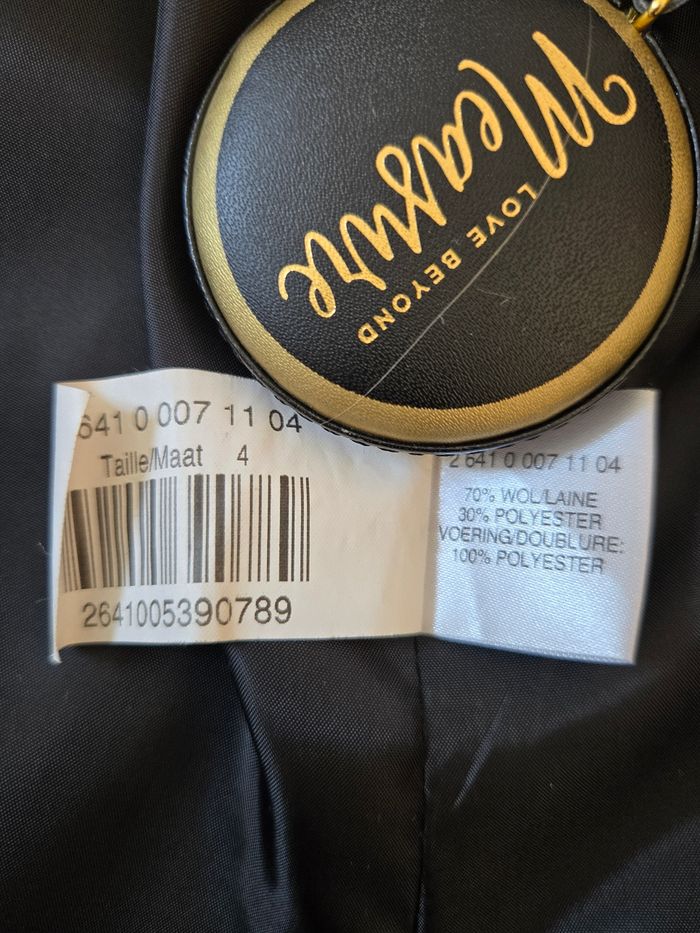 LOVE BEYOND
Measure
641 0 007 11 04
Taille/Maat 4
2641005390789
2 641 0 007 11 04
70% WOL/LAINE
30% POLYESTER
VOERING/DOUBLURE:
100% POLYESTER